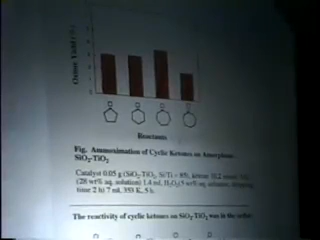 Oxime Yield (%)
Reactants
Fig. Ammoximation of Cyclic Ketones on Amorphous
SiO2-TiO2
Catalyst 0.05 g (SiO2-TiO2, Si/Ti = 89), ketone
(28 wt% aq. solution) 1.4 ml, H2O2(5 wt% aq. solution, dropping
time 2 h) 7 ml, 353 K, 5 h.
The reactivity of cyclic ketones on SiO2-TiO2 was in the order